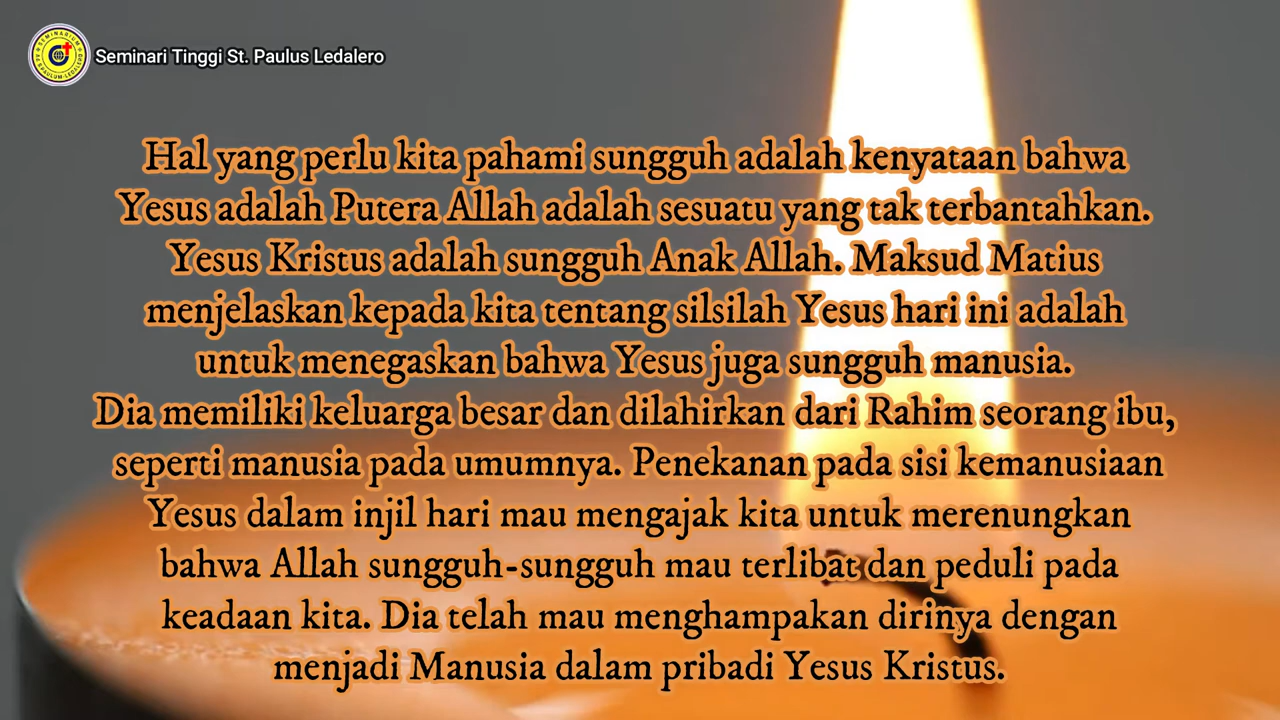 Seminari Tinggi St. Paulus Ledalero
Hal yang perlu kita pahami sungguh adalah kenyataan bahwa
Yesus adalah Putera Allah adalah sesuatu yang tak terbantahkan.
Yesus Kristus adalah sungguh Anak Allah. Maksud Matius
menjelaskan kepada kita tentang silsilah Yesus hari ini adalah
untuk menegaskan bahwa Yesus juga sungguh manusia.
Dia memiliki keluarga besar dan dilahirkan dari Rahim seorang ibu,
seperti manusia pada umumnya. Penekanan pada sisi kemanusiaan
Yesus dalam injil hari mau mengajak kita untuk merenungkan
bahwa Allah sungguh-sungguh mau terlibat dan peduli pada
keadaan kita. Dia telah mau menghampakan dirinya dengan
menjadi Manusia dalam pribadi Yesus Kristus.